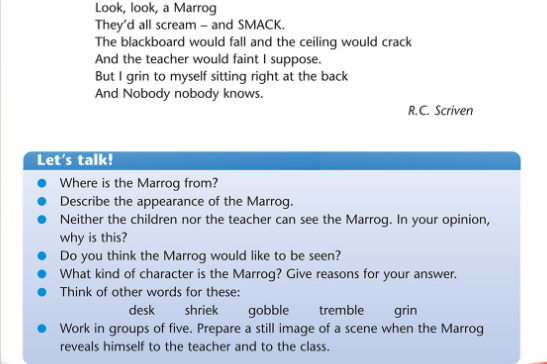 Look, look, a Marrog
They'd all scream – and SMACK.
The blackboard would fall and the ceiling would crack
And the teacher would faint I suppose.
But I grin to myself sitting right at the back
And Nobody nobody knows.
R.C. Scriven
Let's talk!
● Where is the Marrog from?
● Describe the appearance of the Marrog.
● Neither the children nor the teacher can see the Marrog. In your opinion,
why is this?
● Do you think the Marrog would like to be seen?
● What kind of character is the Marrog? Give reasons for your answer.
● Think of other words for these:
desk shriek gobble tremble grin
● Work in groups of five. Prepare a still image of a scene when the Marrog
reveals himself to the teacher and to the class.